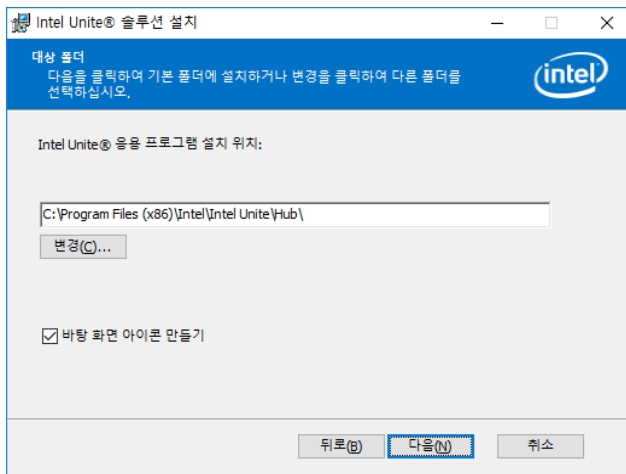 Intel Unite® 솔루션 설치
대상 폴더
다음을 클릭하여 기본 폴더에 설치하거나 변경을 클릭하여 다른 폴더를
선택하십시오.
intel
Intel Unite® 응용 프로그램 설치 위치:
C:\Program Files (x86)\Intel\Intel Unite\Hub\
변경(C)...
바탕 화면 아이콘 만들기
뒤로(B) 다음(N) 취소